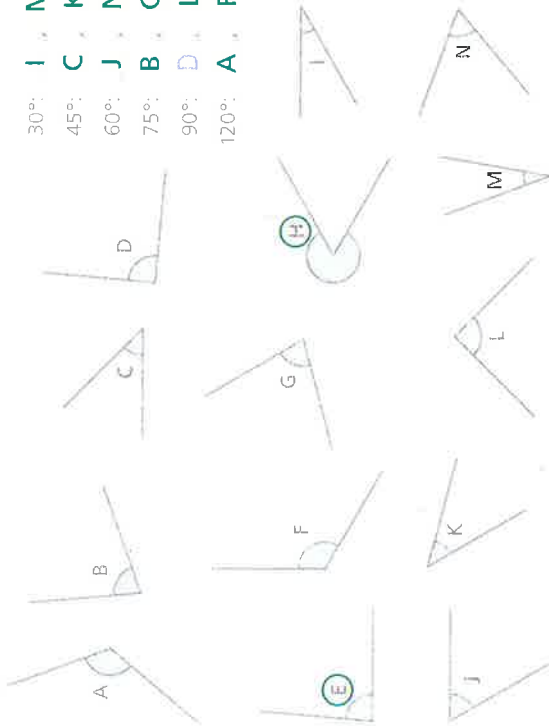 30°: I,
45°: C, K
60°: J,
75°: B,
90°: D, L
120°: A,
A B C D
E F G H I
J K L M N